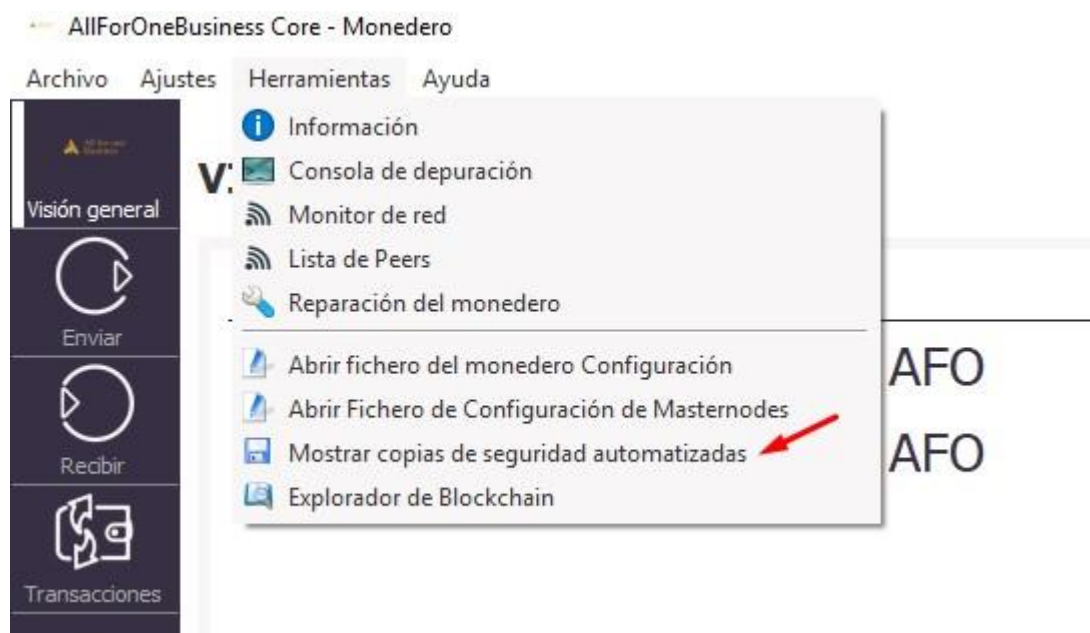 AllForOneBusiness Core - Monedero
Archivo Ajustes Herramientas Ayuda
Información
Consola de depuración
Monitor de red
Lista de Peers
Reparación del monedero
Abrir fichero del monedero Configuración
Abrir Fichero de Configuración de Masternodes
Mostrar copias de seguridad automatizadas
Explorador de Blockchain
Visión general
Enviar
Recibir
Transacciones
AFO
AFO